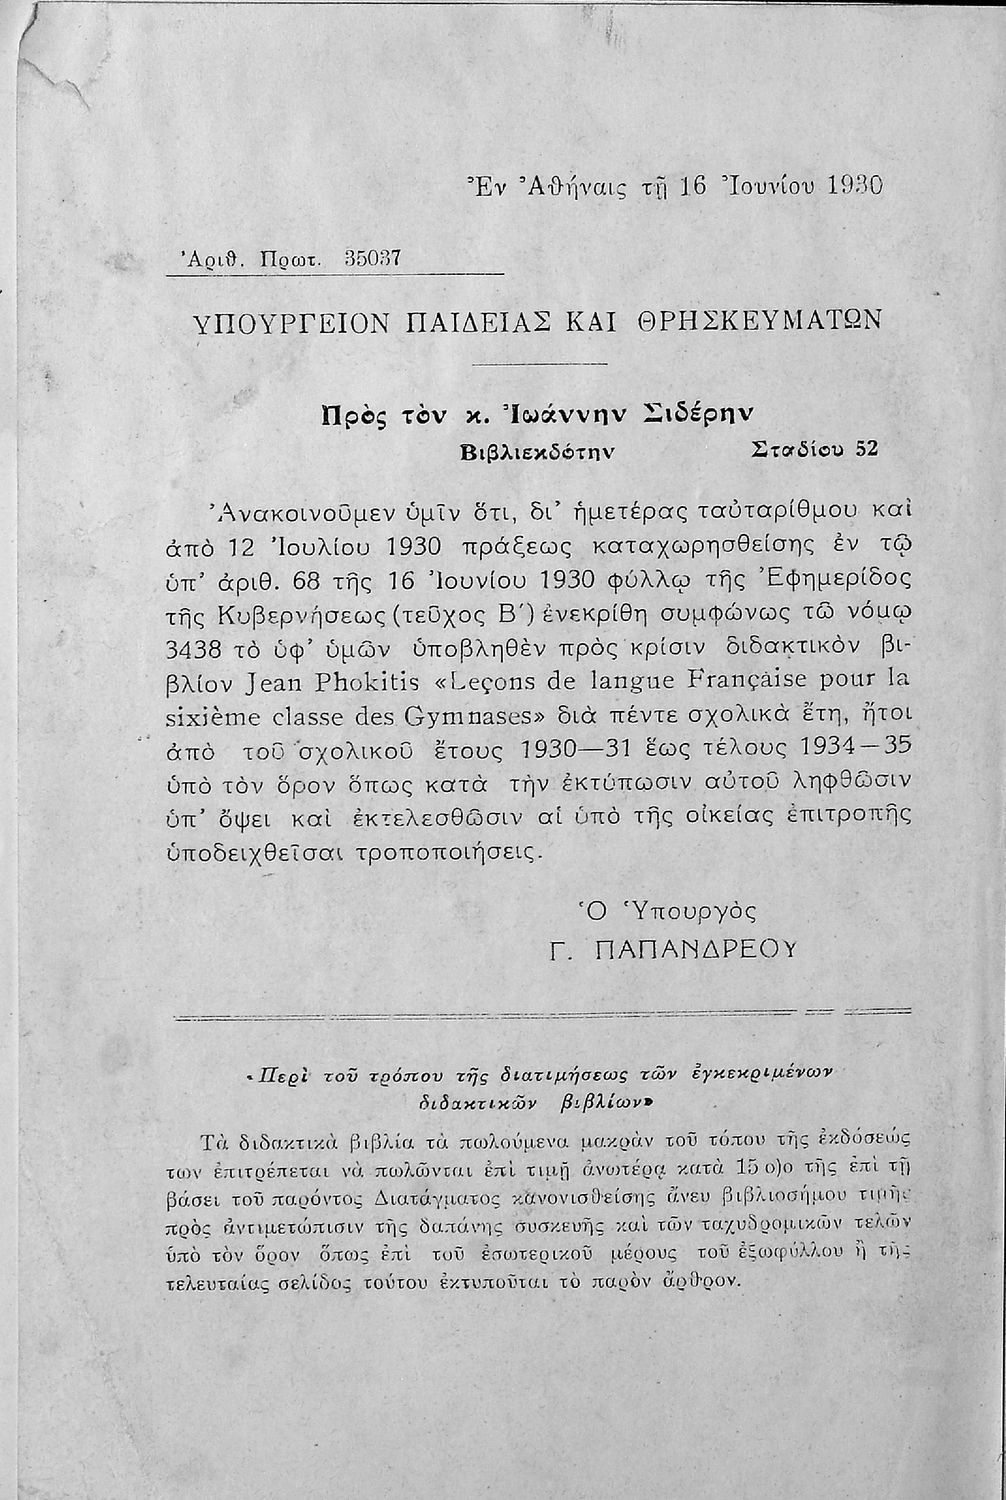 Ἐν Ἀθήναις τῇ 16 Ἰουνίου 1930
Ἀριθ. Πρωτ. 35037
ΥΠΟΥΡΓΕΙΟΝ ΠΑΙΔΕΙΑΣ ΚΑΙ ΘΡΗΣΚΕΥΜΑΤΩΝ
Πρὸς τὸν κ. Ἰωάννην Σιδέρην
Βιβλιεκδότην Σταδίου 52
Ἀνακοινοῦμεν ὑμῖν ὅτι, δι' ἡμετέρας ταὐταρίθμου καὶ
ἀπὸ 12 Ἰουλίου 1930 πράξεως καταχωρησθείσης ἐν τῷ
ὑπ' ἀριθ. 68 τῆς 16 Ἰουνίου 1930 φύλλῳ τῆς Ἐφημερίδος
τῆς Κυβερνήσεως (τεῦχος Β') ἐνεκρίθη συμφώνως τῶ νόμῳ
3438 τὸ ὑφ' ὑμῶν ὑποβληθὲν πρὸς κρίσιν διδακτικὸν βι-
βλίον Jean Phokitis «Leçons de langue Française pour la
sixième classe des Gymnases» διὰ πέντε σχολικὰ ἔτη, ἤτοι
ἀπὸ τοῦ σχολικοῦ ἔτους 1930—31 ἕως τέλους 1934—35
ὑπὸ τὸν ὅρον ὅπως κατὰ τὴν ἐκτύπωσιν αὐτοῦ ληφθῶσιν
ὑπ' ὄψει καὶ ἐκτελεσθῶσιν αἱ ὑπὸ τῆς οἰκείας ἐπιτροπῆς
ὑποδειχθεῖσαι τροποποιήσεις.
Ὁ Ὑπουργὸς
Γ. ΠΑΠΑΝΔΡΕΟΥ
«Περὶ τοῦ τρόπου τῆς διατιμήσεως τῶν ἐγκεκριμένων
διδακτικῶν βιβλίων»
Τὰ διδακτικὰ βιβλία τὰ πωλούμενα μακρὰν τοῦ τόπου τῆς ἐκδόσεώς
των ἐπιτρέπεται νὰ πωλῶνται ἐπὶ τιμῇ ἀνωτέρᾳ κατὰ 15 ο)ο τῆς ἐπὶ τῇ
βάσει τοῦ παρόντος Διατάγματος κανονισθείσης ἄνευ βιβλιοσήμου τιμῆς
πρὸς ἀντιμετώπισιν τῆς δαπάνης συσκευῆς καὶ τῶν ταχυδρομικῶν τελῶν
ὑπὸ τὸν ὅρον ὅπως ἐπὶ τοῦ ἐσωτερικοῦ μέρους τοῦ ἐξωφύλλου ἢ τῆς
τελευταίας σελίδος τούτου ἐκτυποῦται τὸ παρὸν ἄρθρον.